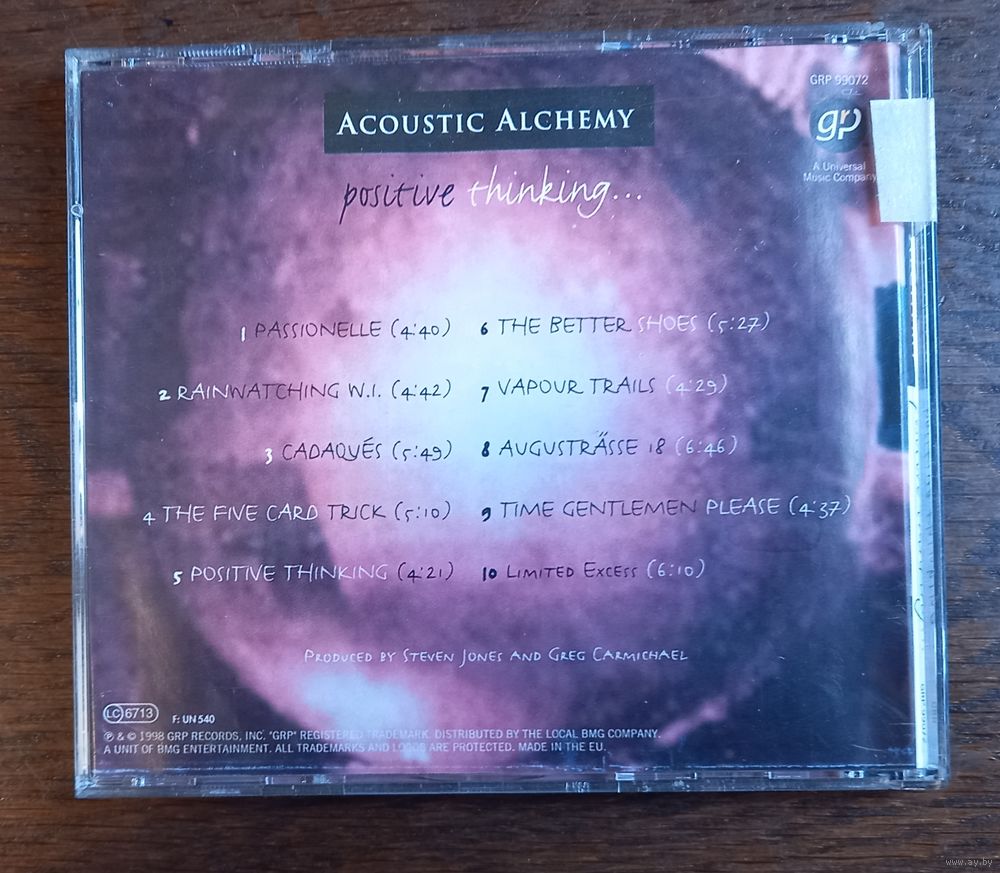 GRP 99072
ACOUSTIC ALCHEMY
grp
A Universal
Music Company
positive thinking...
1 PASSIONELLE (4:40)
2 RAINWATCHING W.I. (4:42)
3 CADAQUÉS (5:49)
4 THE FIVE CARD TRICK (5:10)
5 POSITIVE THINKING (4:21)
6 THE BETTER SHOES (5:27)
7 VAPOUR TRAILS (4:29)
8 AUGUSTRÄSSE 18 (6:46)
9 TIME GENTLEMEN PLEASE (4:37)
10 LIMITED EXCESS (6:10)
PRODUCED BY STEVEN JONES AND GREG CARMICHAEL
LC 6713
F: UN 540
℗ & © 1998 GRP RECORDS, INC. "GRP" REGISTERED TRADEMARK. DISTRIBUTED BY THE LOCAL BMG COMPANY.
A UNIT OF BMG ENTERTAINMENT. ALL TRADEMARKS AND LOGOS ARE PROTECTED. MADE IN THE EU.
www.ay.by